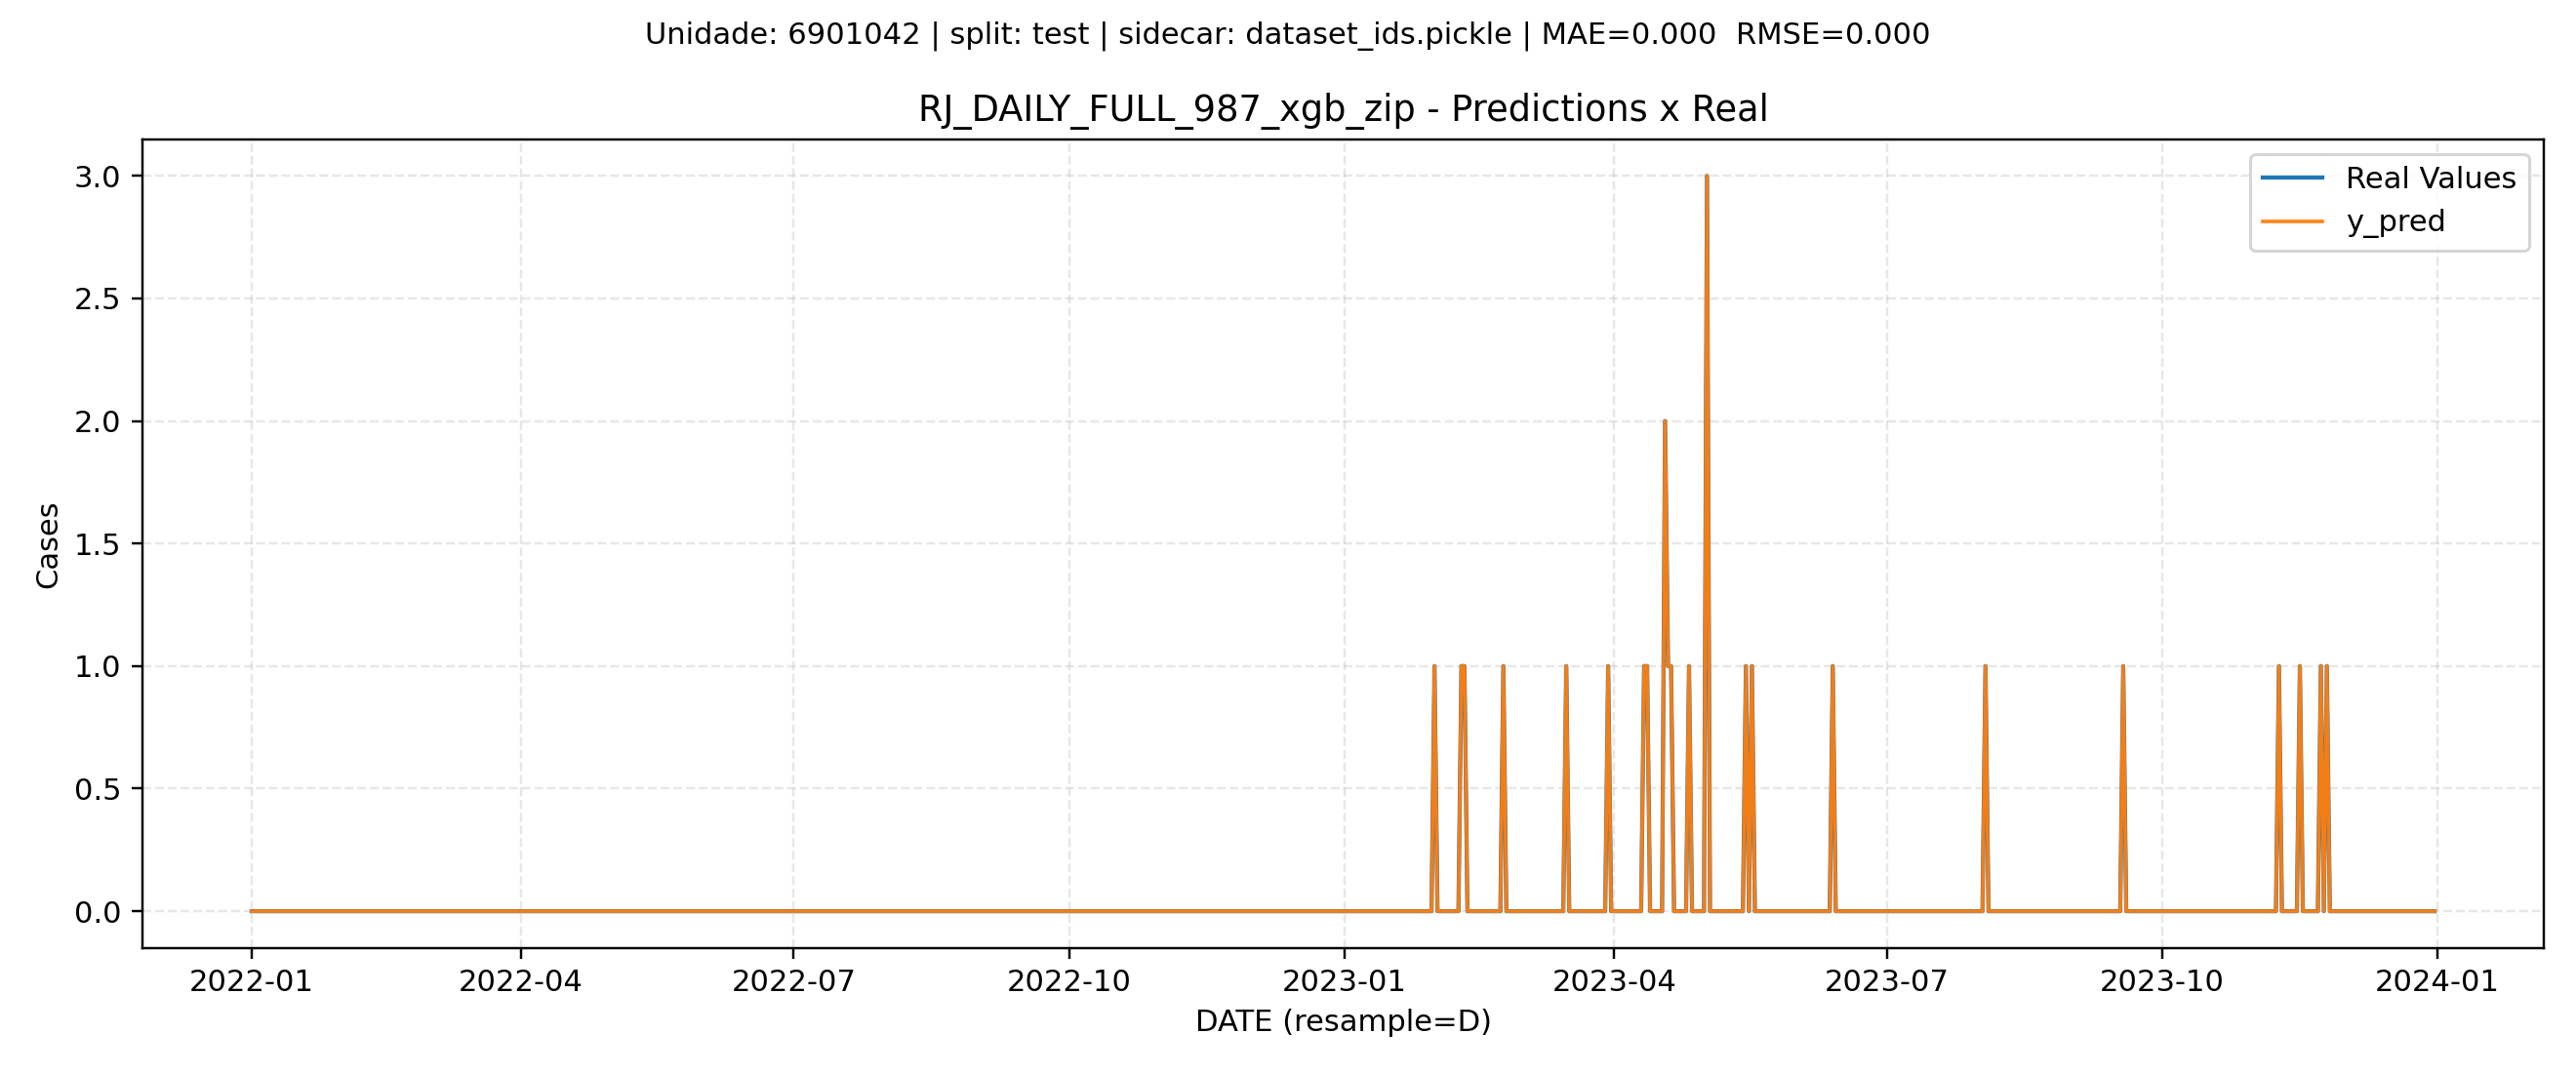 Unidade: 6901042 | split: test | sidecar: dataset_ids.pickle | MAE=0.000  RMSE=0.000
RJ_DAILY_FULL_987_xgb_zip - Predictions x Real
Real Values
y_pred
Cases
3.0
2.5
2.0
1.5
1.0
0.5
0.0
2022-01 2022-04 2022-07 2022-10 2023-01 2023-04 2023-07 2023-10 2024-01
DATE (resample=D)